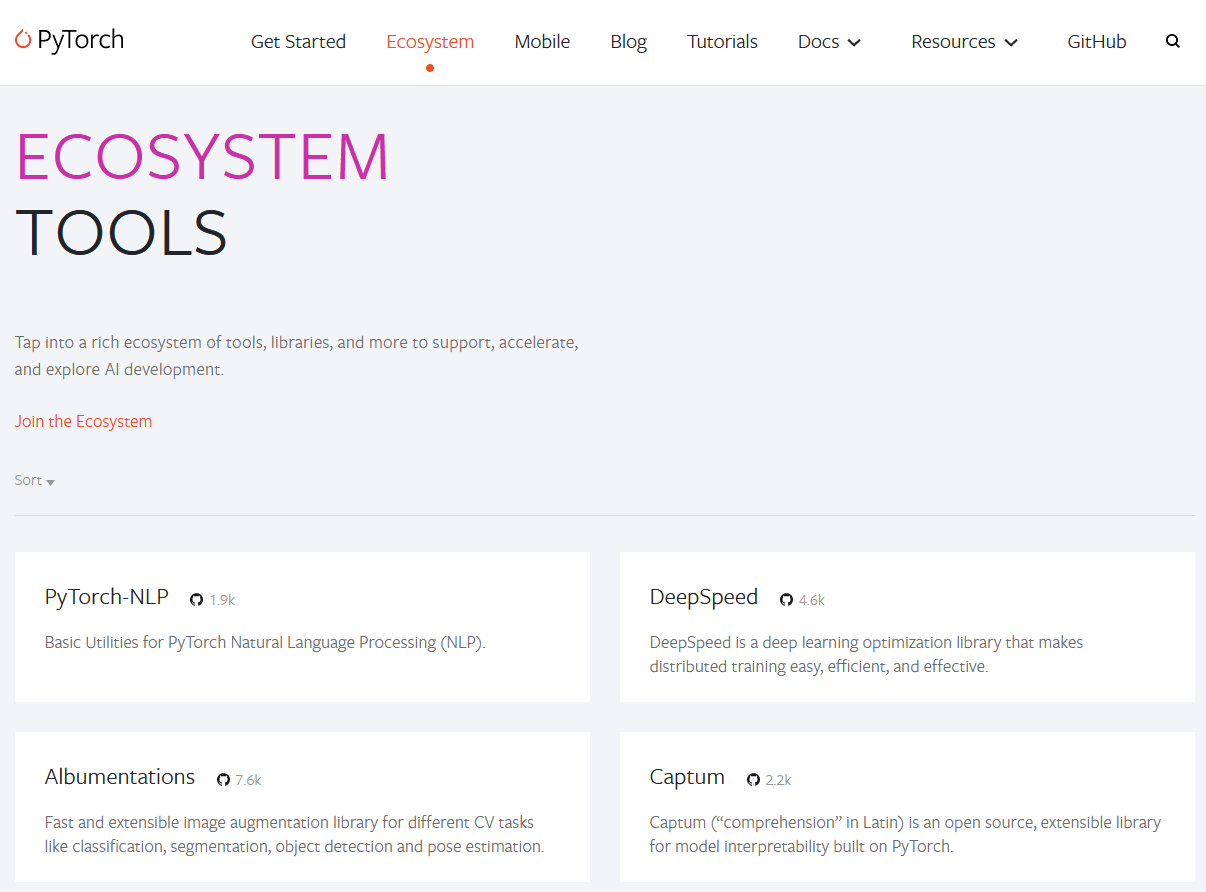 PyTorch
Get Started Ecosystem Mobile Blog Tutorials Docs Resources GitHub
ECOSYSTEM
TOOLS
Tap into a rich ecosystem of tools, libraries, and more to support, accelerate,
and explore AI development.
Join the Ecosystem
Sort
PyTorch-NLP 1.9k
Basic Utilities for PyTorch Natural Language Processing (NLP).
DeepSpeed 4.6k
DeepSpeed is a deep learning optimization library that makes
distributed training easy, efficient, and effective.
Albumentations 7.6k
Fast and extensible image augmentation library for different CV tasks
like classification, segmentation, object detection and pose estimation.
Captum 2.2k
Captum (“comprehension” in Latin) is an open source, extensible library
for model interpretability built on PyTorch.